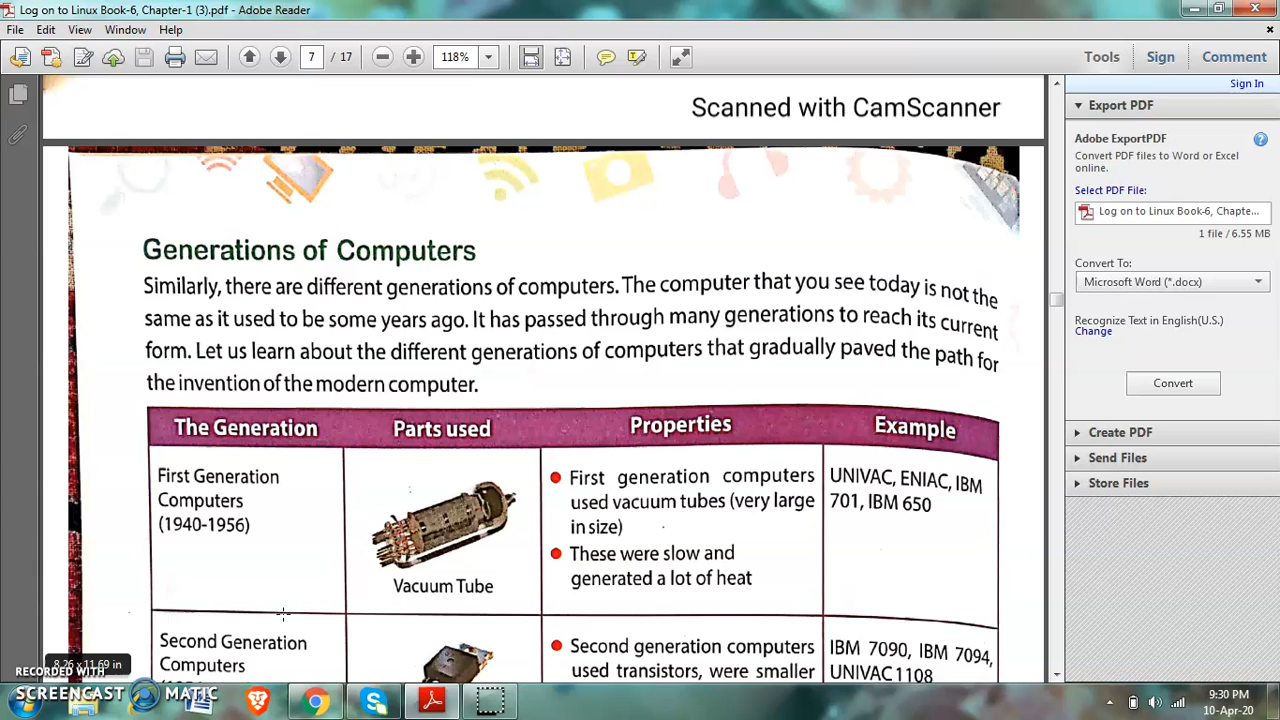 Log on to Linux Book-6, Chapter-1 (3).pdf - Adobe Reader
File Edit View Window Help
7 / 17 118% Tools Sign Comment
Sign In
Scanned with CamScanner
Export PDF
Adobe ExportPDF
Convert PDF files to Word or Excel
online.
Select PDF File:
Log on to Linux Book-6, Chapte...
1 file / 6.55 MB
Convert To:
Microsoft Word (*.docx)
Recognize Text in English(U.S.)
Change
Convert
Create PDF
Send Files
Store Files
Generations of Computers
Similarly, there are different generations of computers. The computer that you see today is not the
same as it used to be some years ago. It has passed through many generations to reach its current
form. Let us learn about the different generations of computers that gradually paved the path for
the invention of the modern computer.
The Generation Parts used Properties Example
First Generation
Computers
(1940-1956)
Vacuum Tube
First generation computers
used vacuum tubes (very large
in size)
These were slow and
generated a lot of heat
UNIVAC, ENIAC, IBM
701, IBM 650
Second Generation
Computers
Second generation computers
used transistors, were smaller
IBM 7090, IBM 7094,
UNIVAC 1108
8.26 x 11.69 in
RECORDED WITH
SCREENCAST MATIC
9:30 PM
10-Apr-20